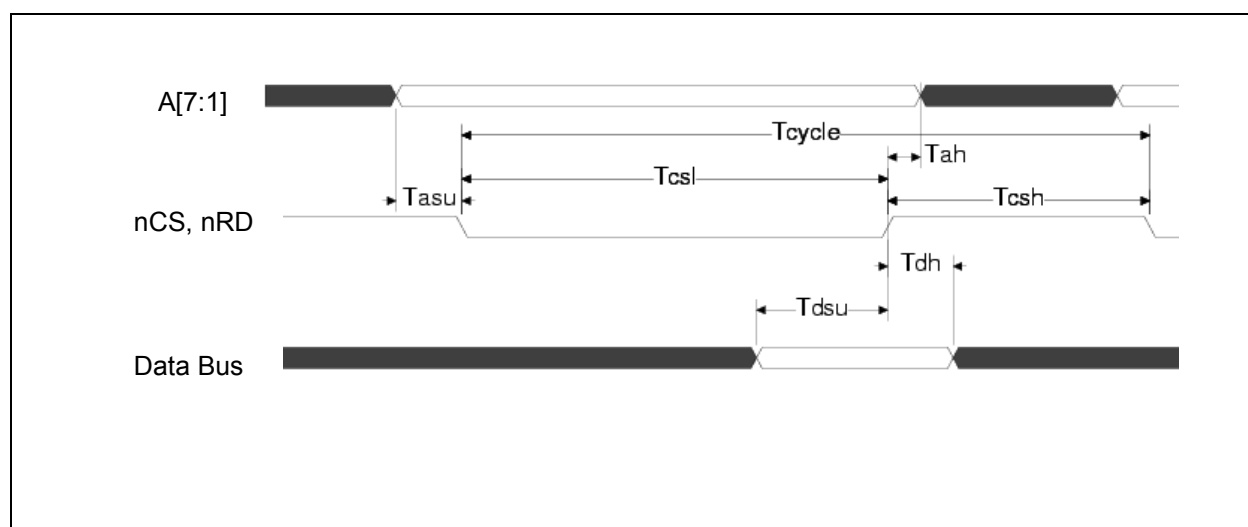 A[7:1]
Tcycle
Tah
Tcsl
Tasu
Tcsh
nCS, nRD
Tdh
Tdsu
Data Bus